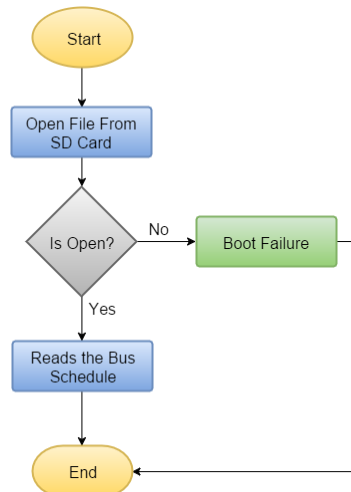 Start
Open File From
SD Card
Is Open?
No
Boot Failure
Yes
Reads the Bus
Schedule
End